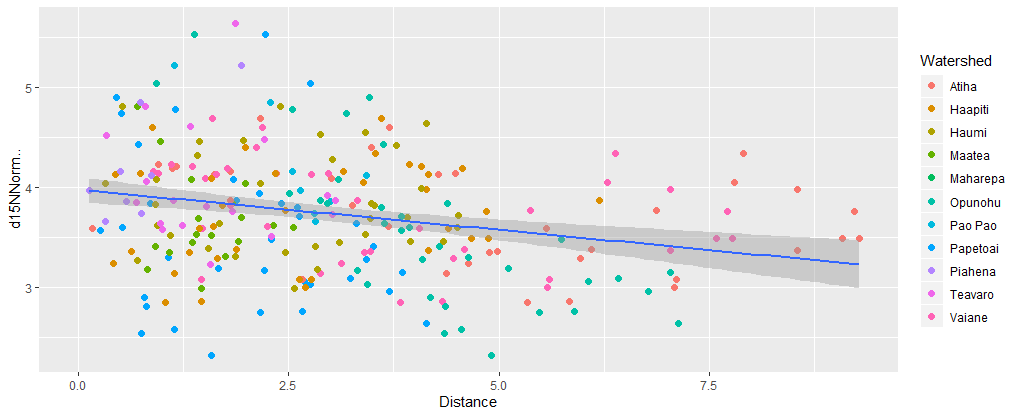 d15NNorm..
5
4
3
0.0
2.5
5.0
7.5
Distance
Watershed
Atiha
Haapiti
Haumi
Maatea
Maharepa
Opunohu
Pao Pao
Papetoai
Piahena
Teavaro
Vaiane